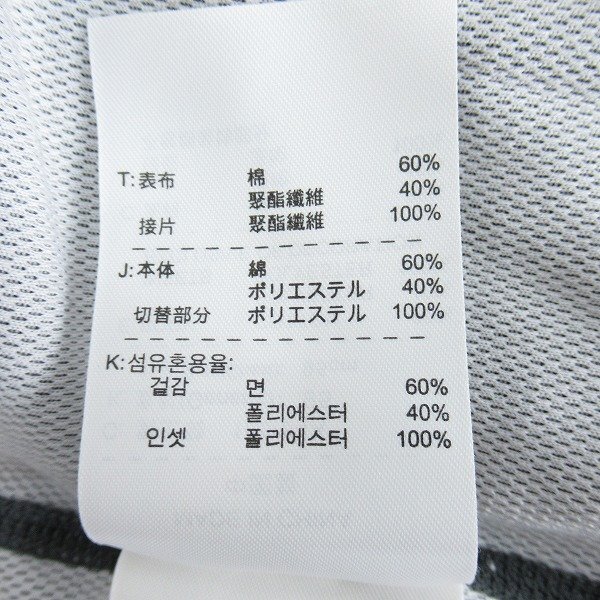 T:表布 棉 60%
聚酯纖維 40%
接片 聚酯纖維 100%
J:本体 綿 60%
ポリエステル 40%
切替部分 ポリエステル 100%
K:섬유혼용율:
겉감 면 60%
폴리에스터 40%
인셋 폴리에스터 100%